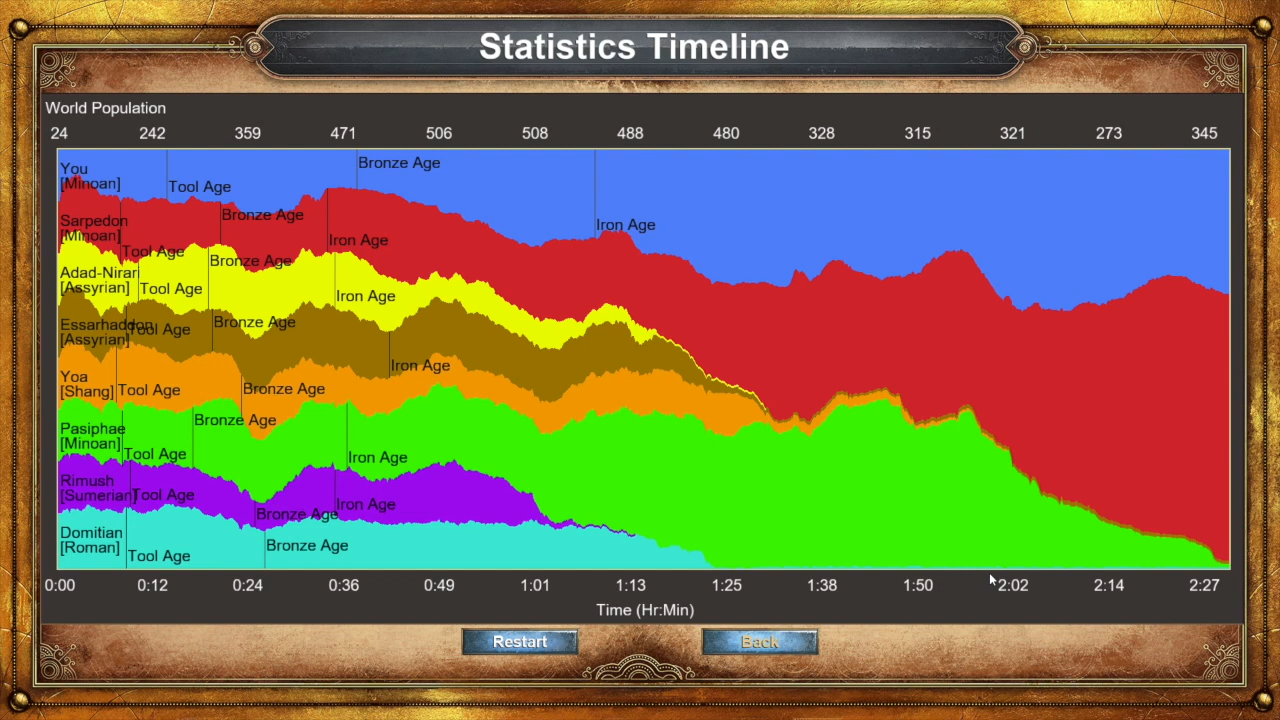 Statistics Timeline
World Population
24 242 359 471 506 508 488 480 328 315 321 273 345
You
[Minoan]
Tool Age
Bronze Age
Iron Age
Sarpedon
[Minoan]
Tool Age
Bronze Age
Iron Age
Adad-Nirari
[Assyrian]
Tool Age
Bronze Age
Iron Age
Essarhaddon
[Assyrian]
Tool Age
Bronze Age
Iron Age
Yoa
[Shang]
Tool Age
Bronze Age
Pasiphae
[Minoan]
Tool Age
Bronze Age
Iron Age
Rimush
[Sumerian]
Tool Age
Bronze Age
Iron Age
Domitian
[Roman]
Tool Age
Bronze Age
0:00 0:12 0:24 0:36 0:49 1:01 1:13 1:25 1:38 1:50 2:02 2:14 2:27
Time (Hr:Min)
Restart Back